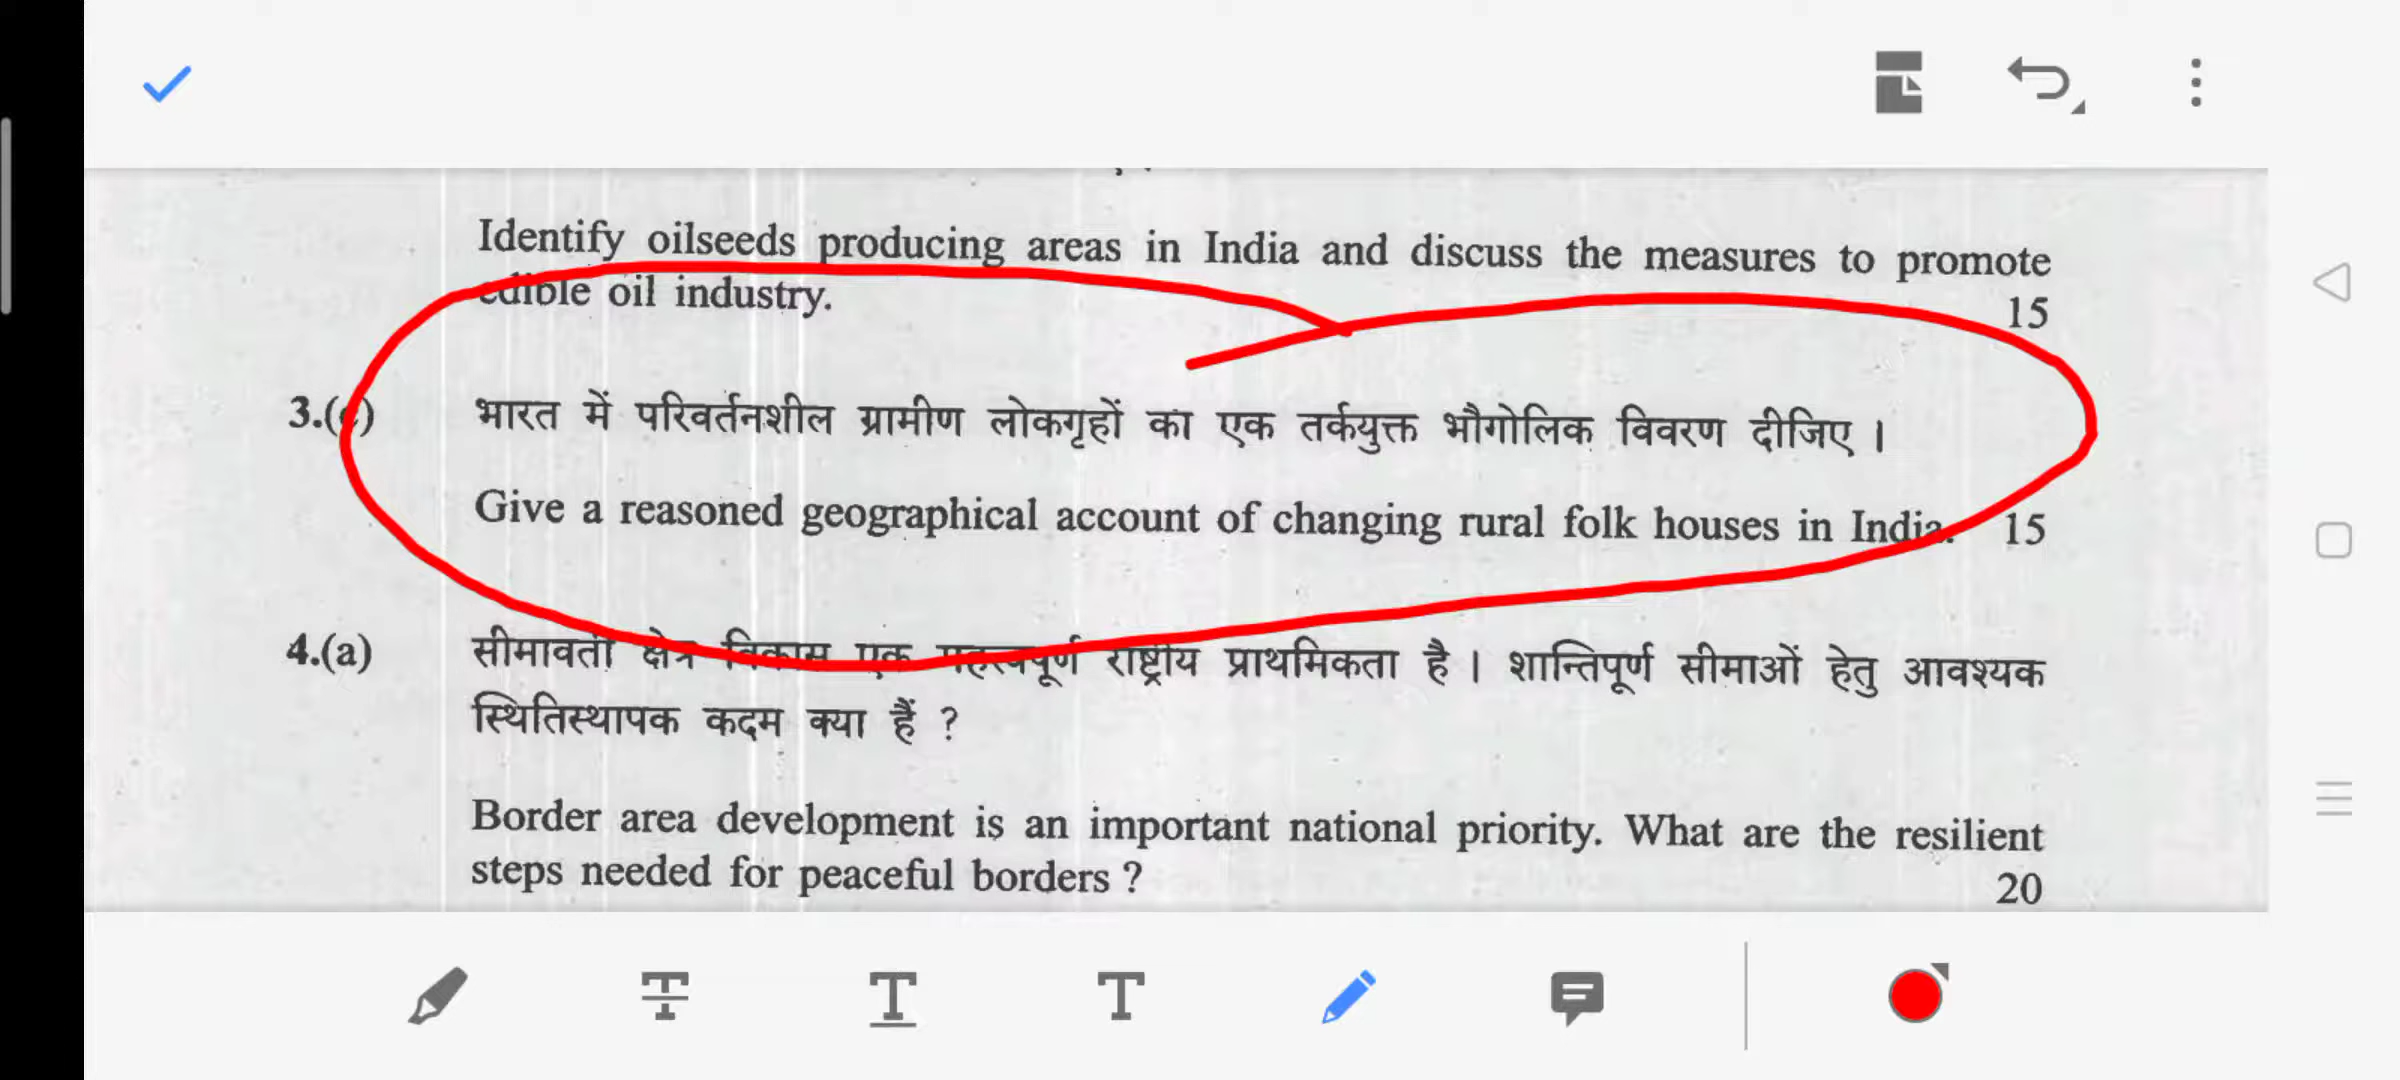 Identify oilseeds producing areas in India and discuss the measures to promote
edible oil industry. 15
3.(c) भारत में परिवर्तनशील ग्रामीण लोकगृहों का एक तर्कयुक्त भौगोलिक विवरण दीजिए ।
Give a reasoned geographical account of changing rural folk houses in India. 15
4.(a) सीमावर्ती क्षेत्र विकास एक महत्वपूर्ण राष्ट्रीय प्राथमिकता है । शान्तिपूर्ण सीमाओं हेतु आवश्यक
स्थितिस्थापक कदम क्या हैं ?
Border area development is an important national priority. What are the resilient
steps needed for peaceful borders ? 20